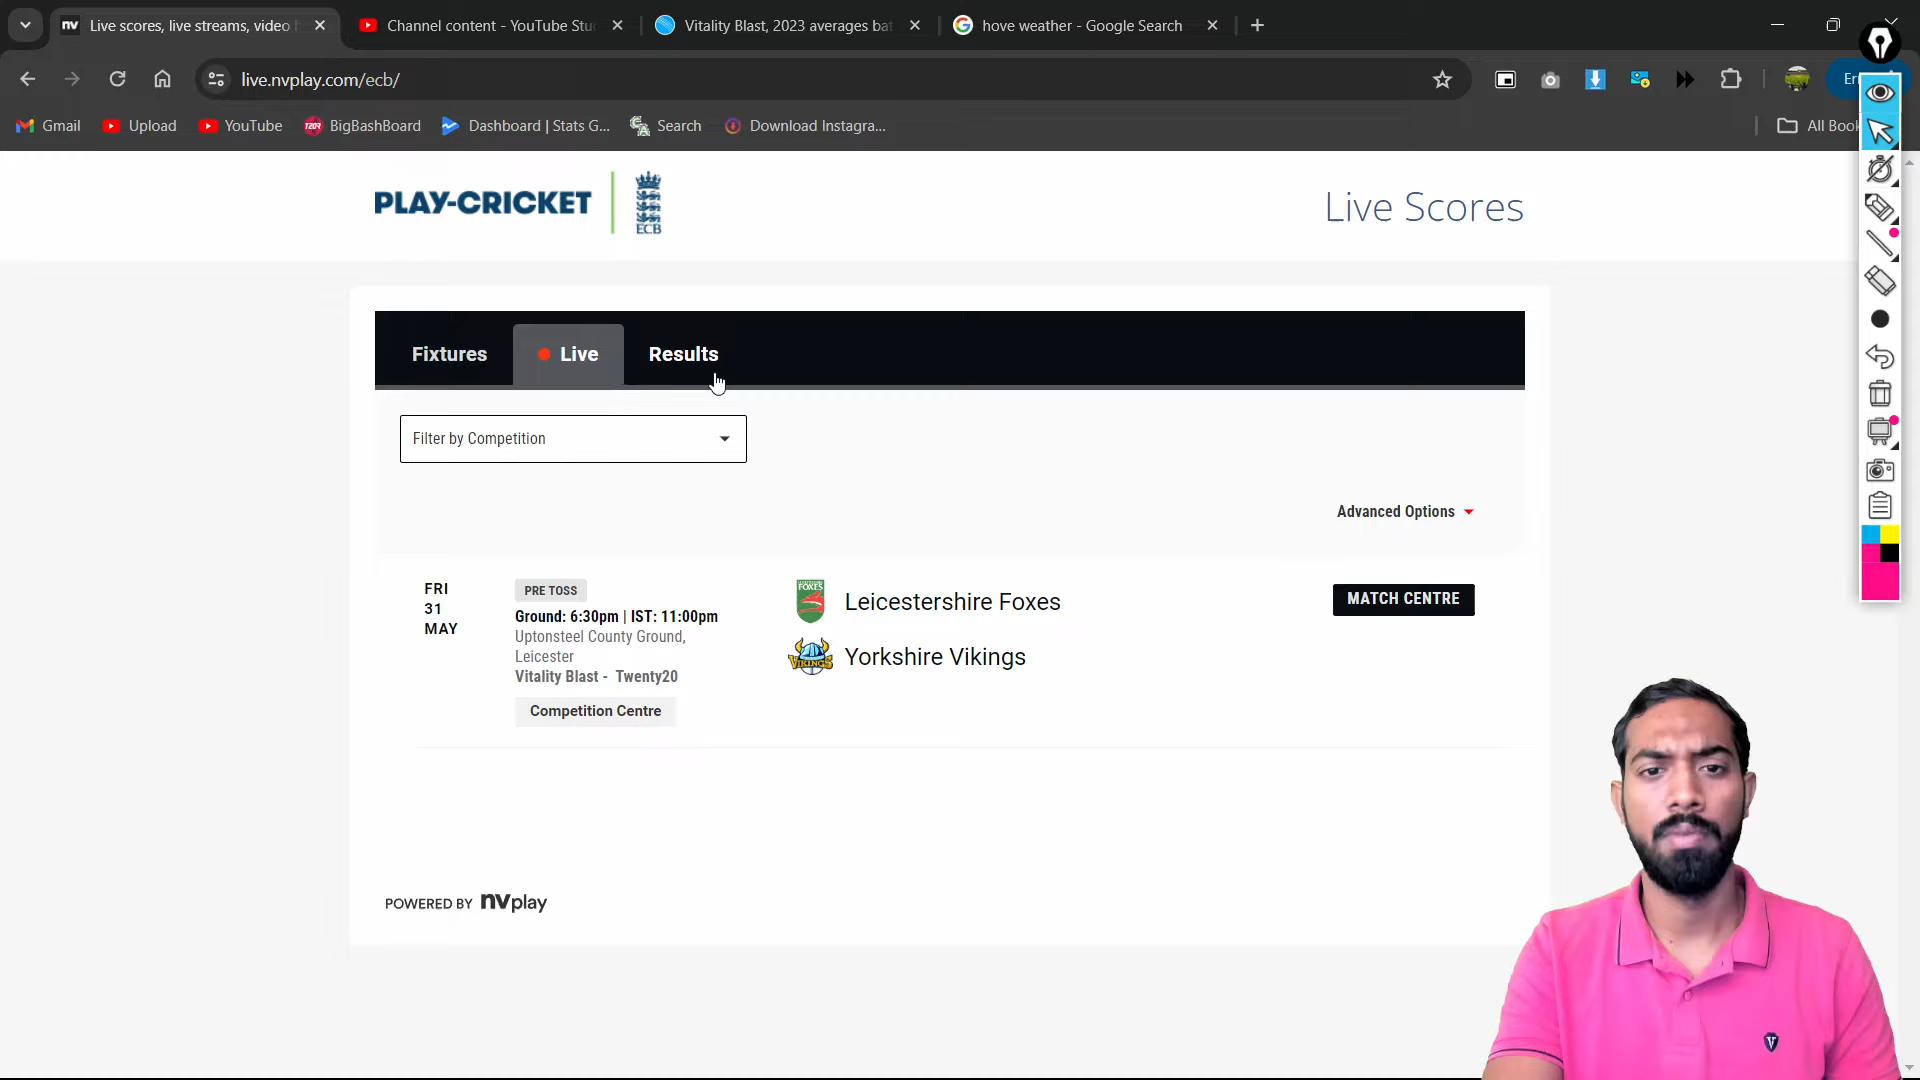 Live scores, live streams, video h
Channel content - YouTube Stu
Vitality Blast, 2023 averages bat
hove weather - Google Search
live.nvplay.com/ecb/
Er
Gmail
Upload
YouTube
BigBashBoard
Dashboard | Stats G...
Search
Download Instagra...
All Book
PLAY-CRICKET
ECB
Live Scores
Fixtures
Live
Results
Filter by Competition
Advanced Options
FRI
31
MAY
PRE TOSS
Ground: 6:30pm | IST: 11:00pm
Uptonsteel County Ground,
Leicester
Vitality Blast - Twenty20
Competition Centre
FOXES
Leicestershire Foxes
VIKINGS
Yorkshire Vikings
MATCH CENTRE
POWERED BY nvplay